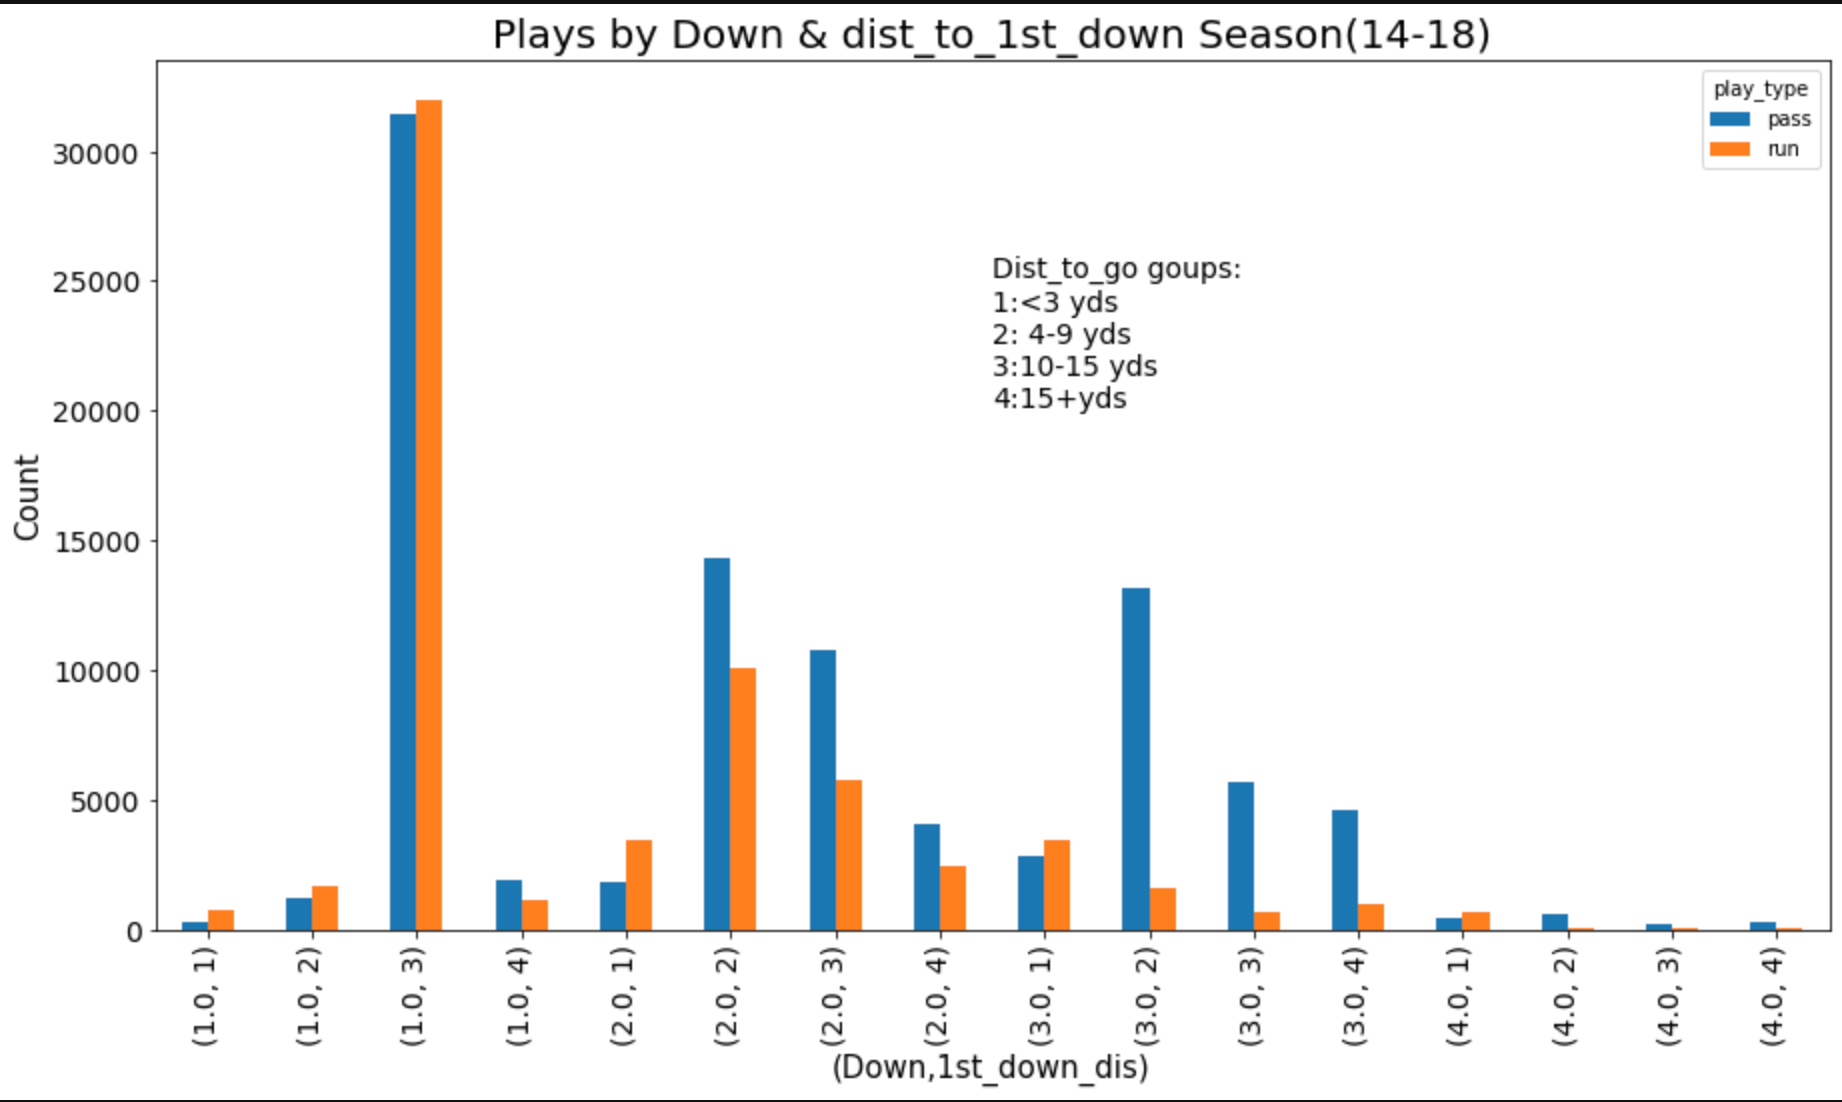 Plays by Down & dist_to_1st_down Season(14-18)
play_type
pass
run
30000
25000
20000
15000
10000
5000
0
Count
Dist_to_go goups:
1:<3 yds
2: 4-9 yds
3:10-15 yds
4:15+yds
(1.0, 1)
(1.0, 2)
(1.0, 3)
(1.0, 4)
(2.0, 1)
(2.0, 2)
(2.0, 3)
(2.0, 4)
(3.0, 1)
(3.0, 2)
(3.0, 3)
(3.0, 4)
(4.0, 1)
(4.0, 2)
(4.0, 3)
(4.0, 4)
(Down,1st_down_dis)